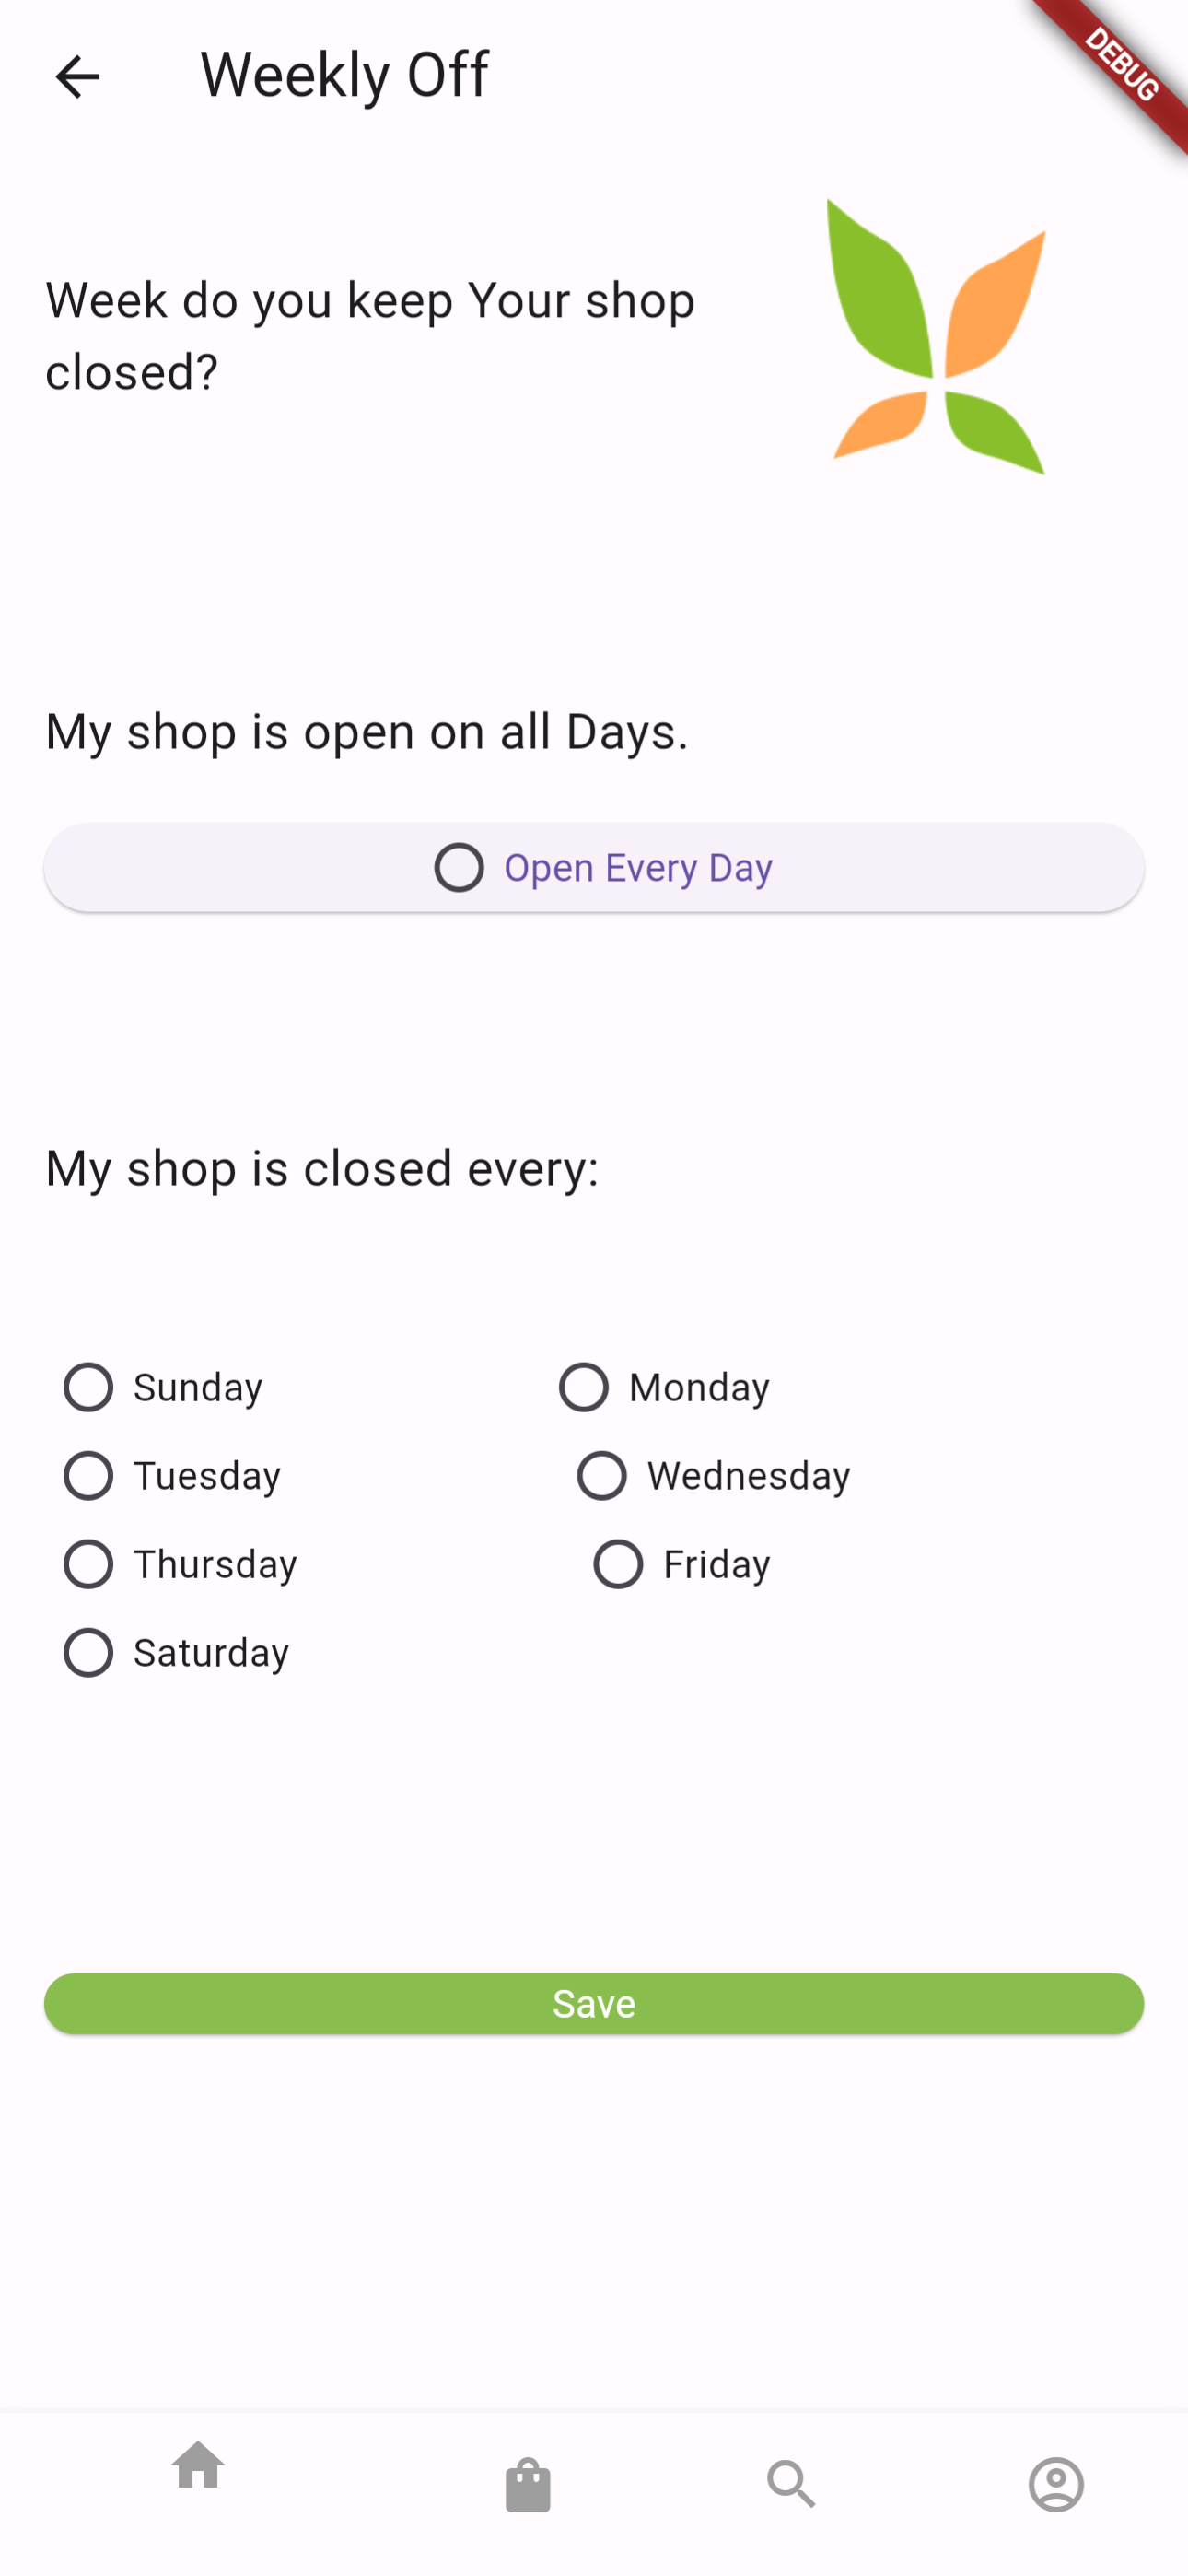 Weekly Off
DEBUG
Week do you keep Your shop
closed?
My shop is open on all Days.
Open Every Day
My shop is closed every:
Sunday
Monday
Tuesday
Wednesday
Thursday
Friday
Saturday
Save